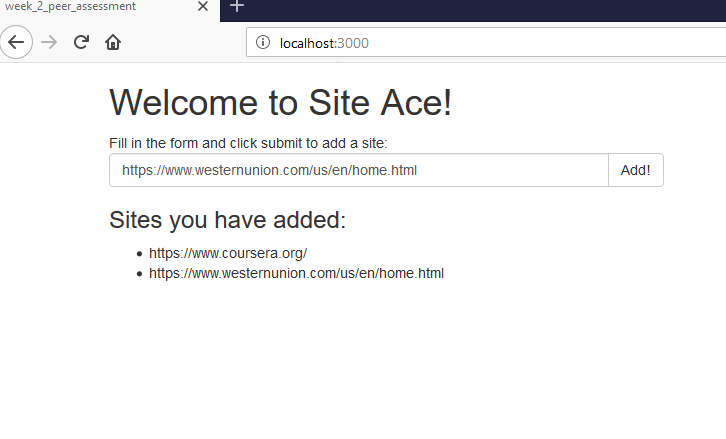 week_2_peer_assessment
localhost:3000
Welcome to Site Ace!
Fill in the form and click submit to add a site:
https://www.westernunion.com/us/en/home.html Add!
Sites you have added:
https://www.coursera.org/
https://www.westernunion.com/us/en/home.html